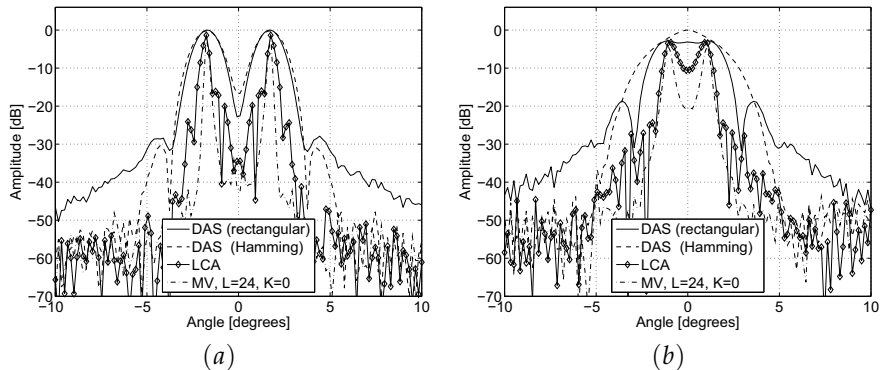 0
−10
−20
−30
−40
−50
−60
−70
Amplitude [dB]
DAS (rectangular)
DAS (Hamming)
LCA
MV, L=24, K=0
−10
−5
0
5
10
Angle [degrees]
(a)
0
−10
−20
−30
−40
−50
−60
−70
Amplitude [dB]
DAS (rectangular)
DAS (Hamming)
LCA
MV, L=24, K=0
−10
−5
0
5
10
Angle [degrees]
(b)